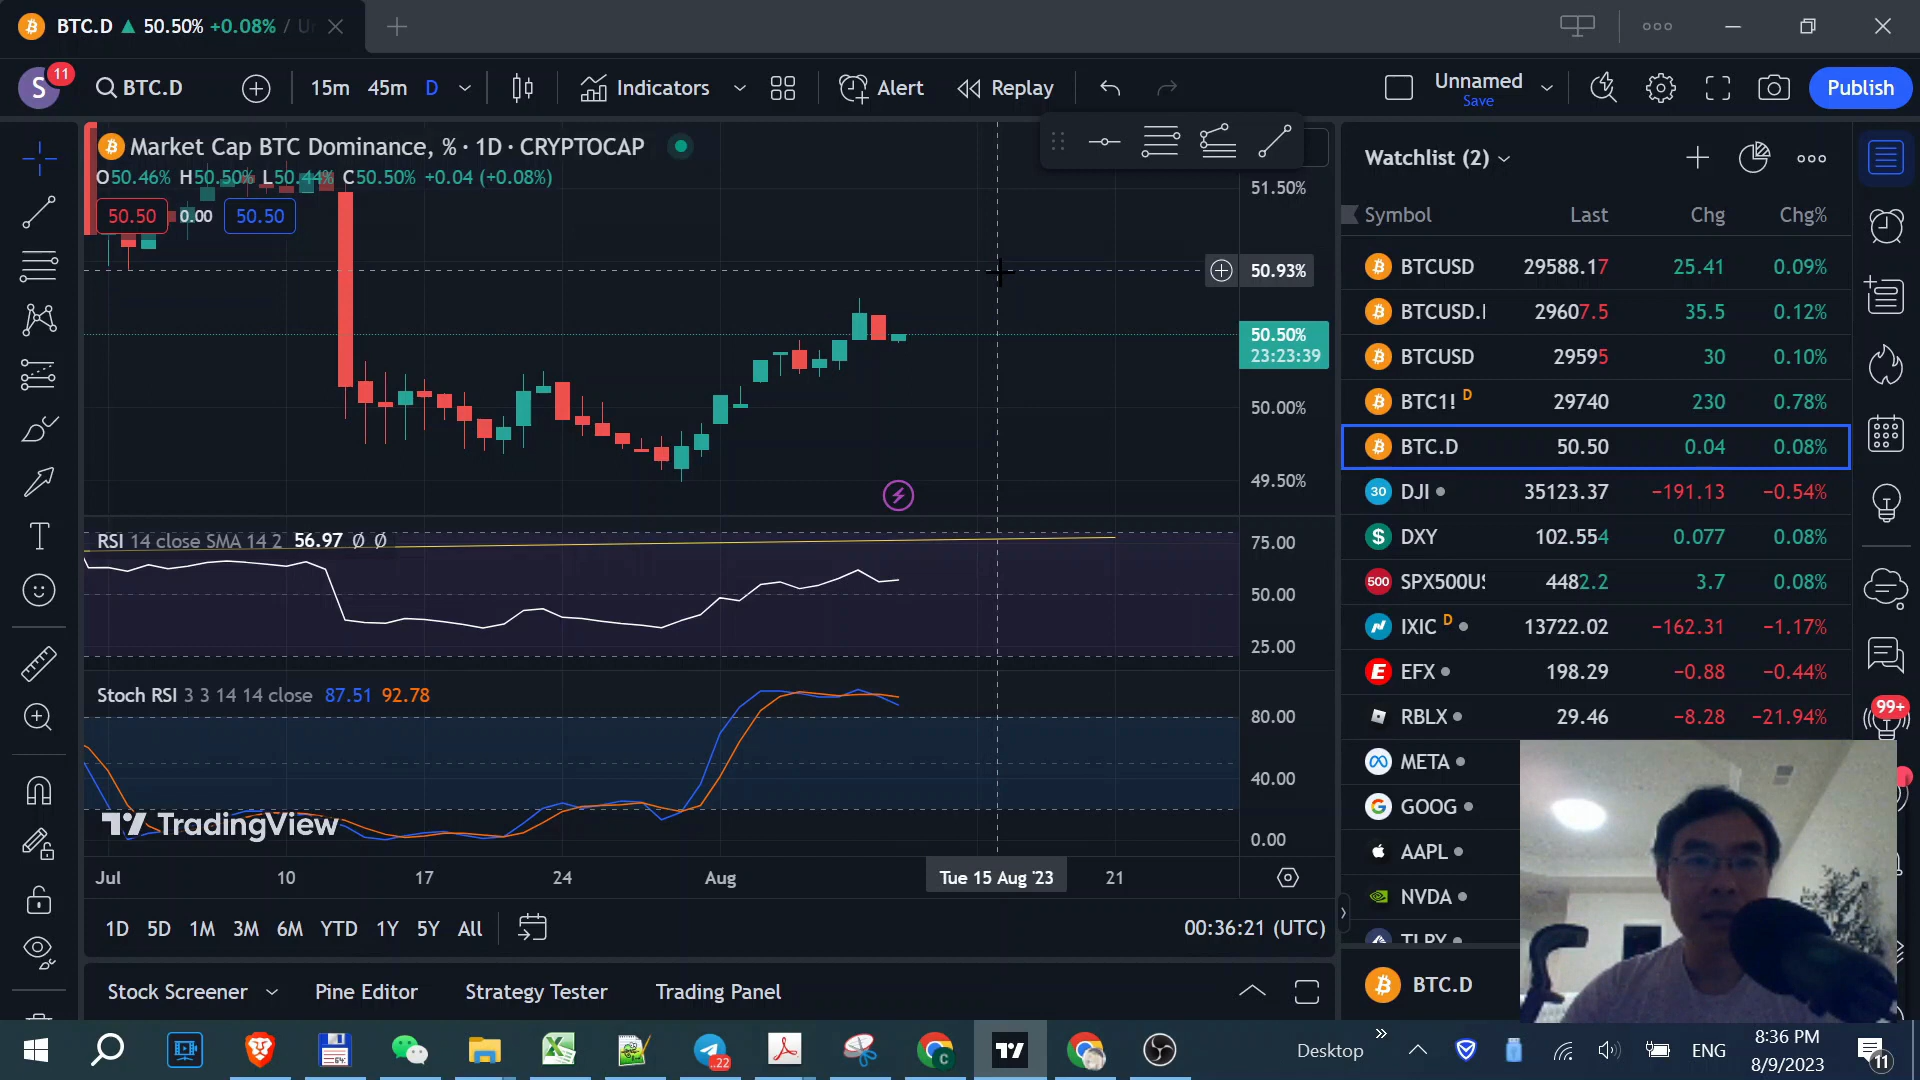 BTC.D ▲ 50.50% +0.08% / Un
S 11 BTC.D 15m 45m D Indicators Alert Replay Unnamed Save Publish
Market Cap BTC Dominance, % · 1D · CRYPTOCAP
O50.46% H50.50% L50.44% C50.50% +0.04 (+0.08%)
50.50 0.00 50.50
51.50%
50.93%
50.50%
23:23:39
50.00%
49.50%
RSI 14 close SMA 14 2 56.97 Ø Ø
75.00
50.00
25.00
Stoch RSI 3 3 14 14 close 87.51 92.78
80.00
40.00
0.00
TradingView
Jul 10 17 24 Aug Tue 15 Aug '23 21
1D 5D 1M 3M 6M YTD 1Y 5Y All 00:36:21 (UTC)
Stock Screener Pine Editor Strategy Tester Trading Panel
Watchlist (2)
Symbol Last Chg Chg%
BTCUSD 29588.17 25.41 0.09%
BTCUSD.I 29607.5 35.5 0.12%
BTCUSD 29595 30 0.10%
BTC1! D 29740 230 0.78%
BTC.D 50.50 0.04 0.08%
30 DJI 35123.37 −191.13 −0.54%
$ DXY 102.554 0.077 0.08%
500 SPX500US 4482.2 3.7 0.08%
IXIC D 13722.02 −162.31 −1.17%
E EFX 198.29 −0.88 −0.44%
RBLX 29.46 −8.28 −21.94%
META
GOOG
AAPL
NVDA
TLRY
BTC.D
99+
64
..22
C
Desktop » ENG 8:36 PM
8/9/2023
11